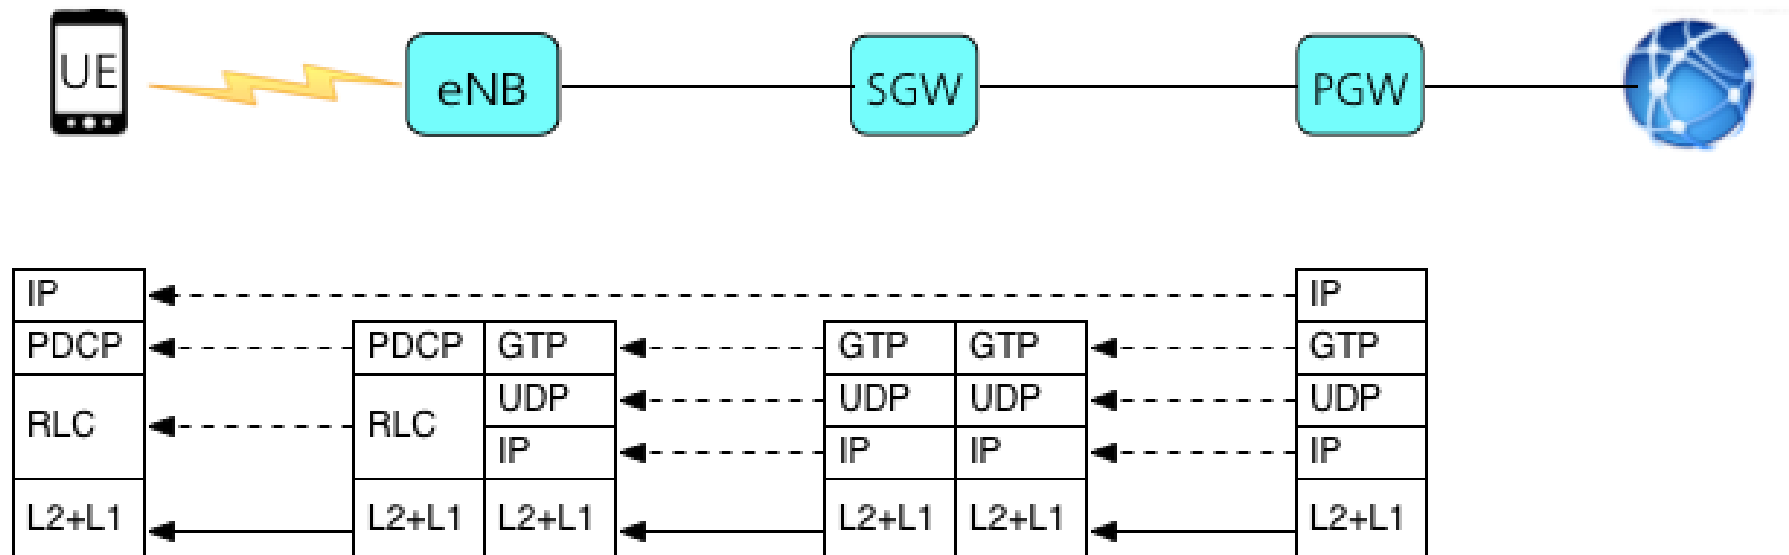 UE
eNB
SGW
PGW
IP IP
PDCP PDCP GTP GTP GTP GTP
UDP UDP UDP UDP
RLC RLC
IP IP IP IP
L2+L1 L2+L1 L2+L1 L2+L1 L2+L1 L2+L1